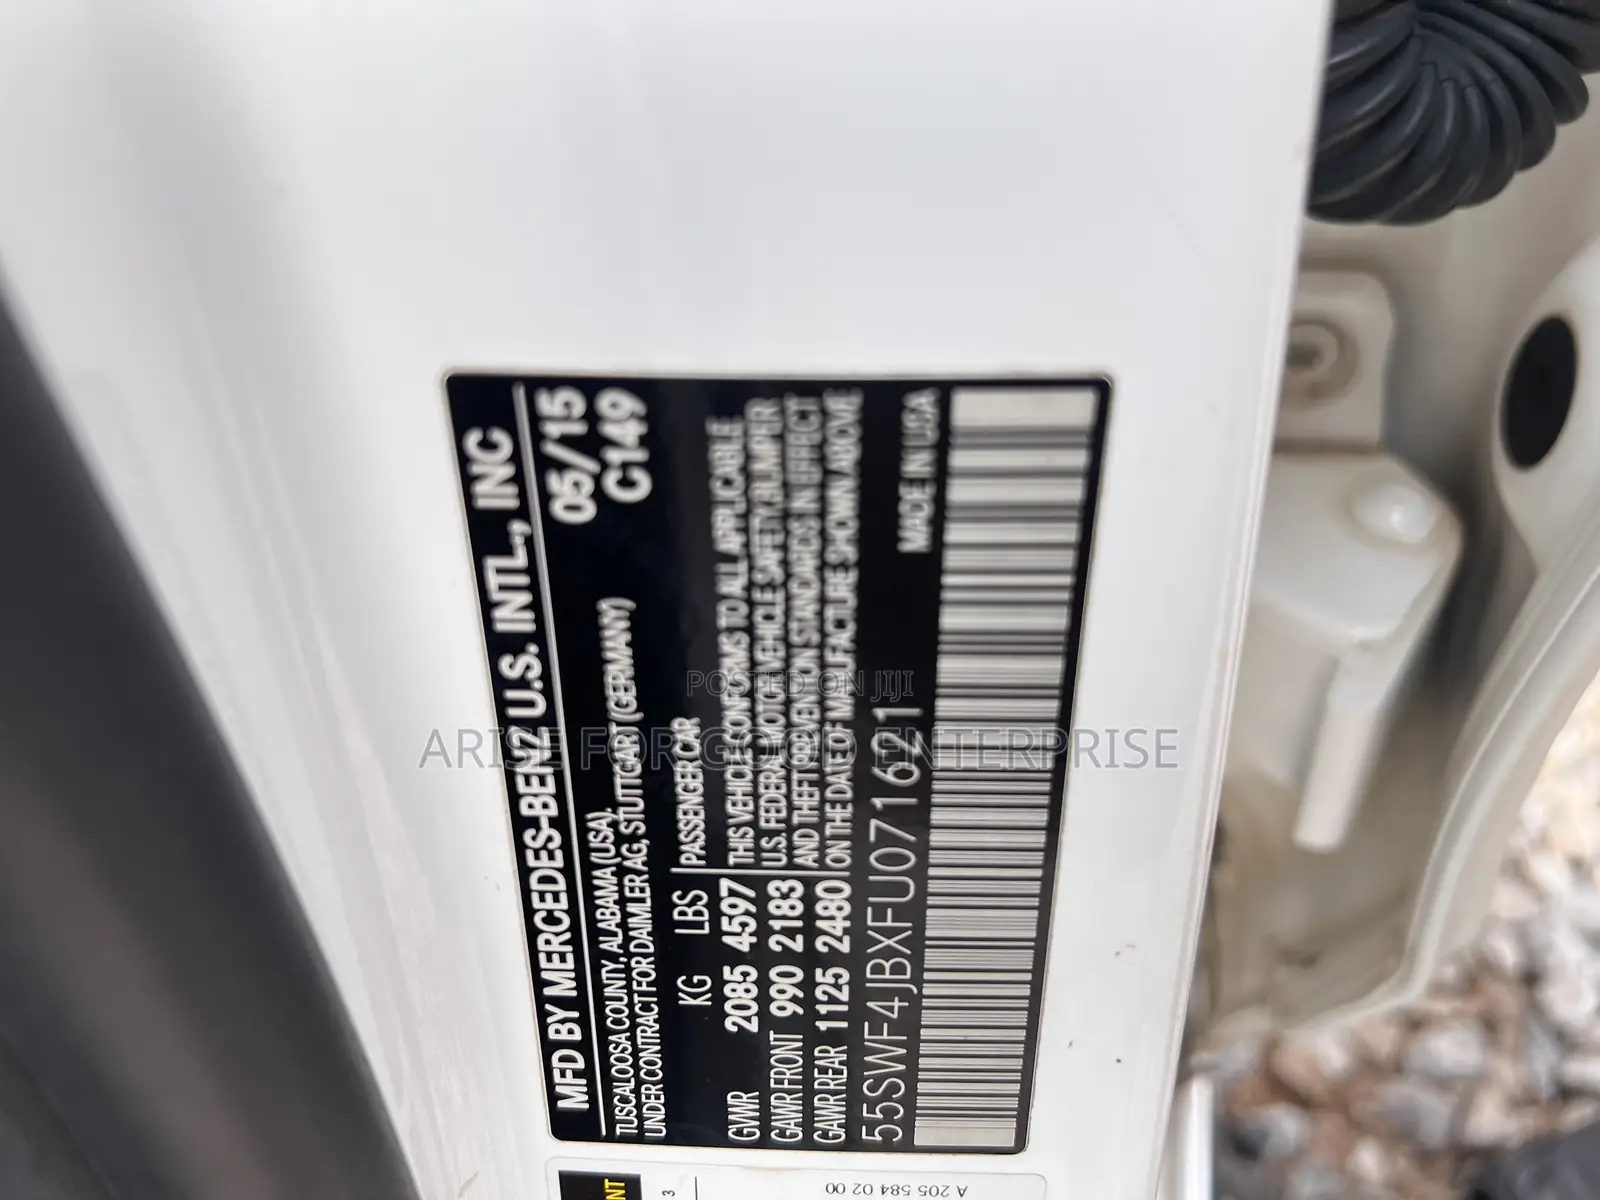 MFD BY MERCEDES-BENZ U.S. INTL., INC
TUSCALOOSA COUNTY, ALABAMA (USA). 05/15
UNDER CONTRACT FOR DAIMLER AG, STUTTGART (GERMANY) C149
KG LBS PASSENGER CAR
GVWR 2085 4597 THIS VEHICLE CONFORMS TO ALL APPLICABLE
GAWR FRONT 990 2183 U.S. FEDERAL MOTOR VEHICLE SAFETY, BUMPER
GAWR REAR 1125 2480 AND THEFT PREVENTION STANDARDS IN EFFECT
ON THE DATE OF MANUFACTURE SHOWN ABOVE
55SWF4JBXFU071621 MADE IN USA
A 205 584 02 00
POSTED ON JIJI
ARISE FOR GOOD ENTERPRISE